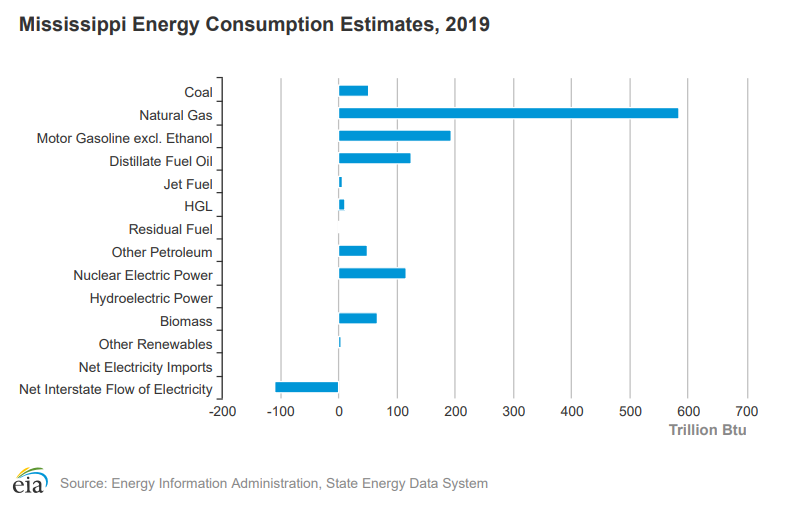 Mississippi Energy Consumption Estimates, 2019
Coal
Natural Gas
Motor Gasoline excl. Ethanol
Distillate Fuel Oil
Jet Fuel
HGL
Residual Fuel
Other Petroleum
Nuclear Electric Power
Hydroelectric Power
Biomass
Other Renewables
Net Electricity Imports
Net Interstate Flow of Electricity
-200 -100 0 100 200 300 400 500 600 700
Trillion Btu
eia Source: Energy Information Administration, State Energy Data System